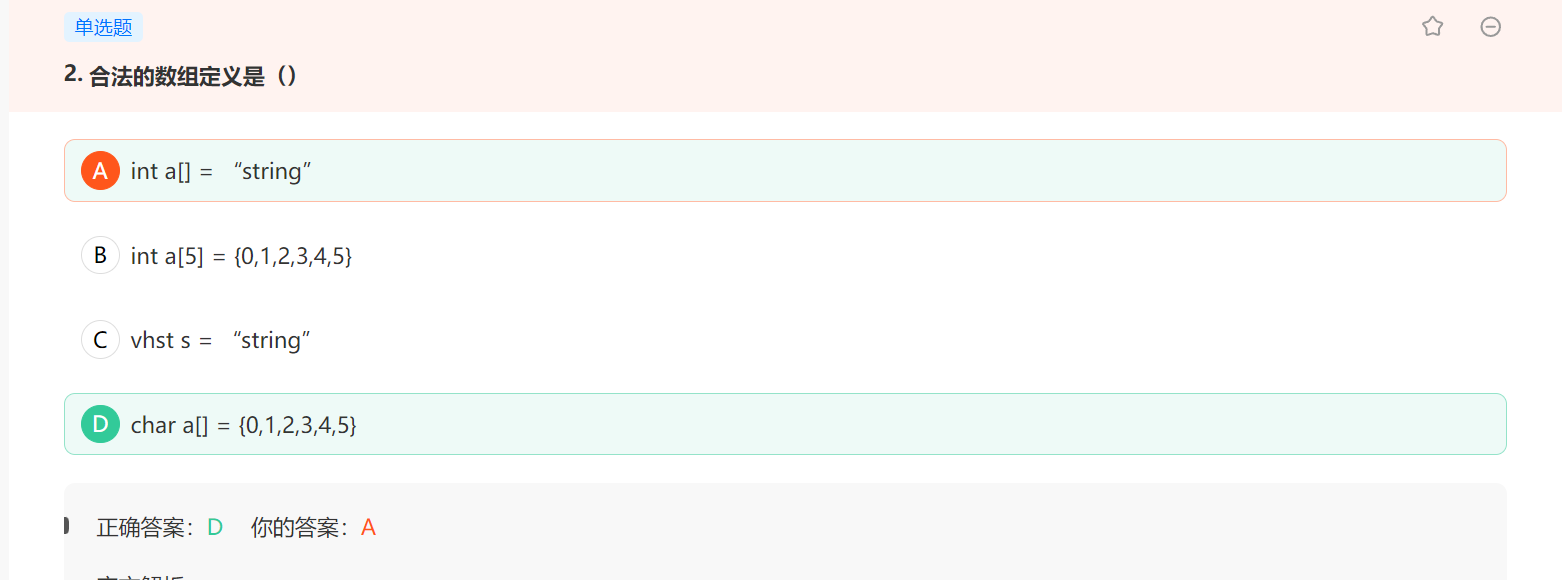 单选题
2. 合法的数组定义是（）
A int a[] = “string”
B int a[5] = {0,1,2,3,4,5}
C vhst s = “string”
D char a[] = {0,1,2,3,4,5}
正确答案：D 你的答案：A